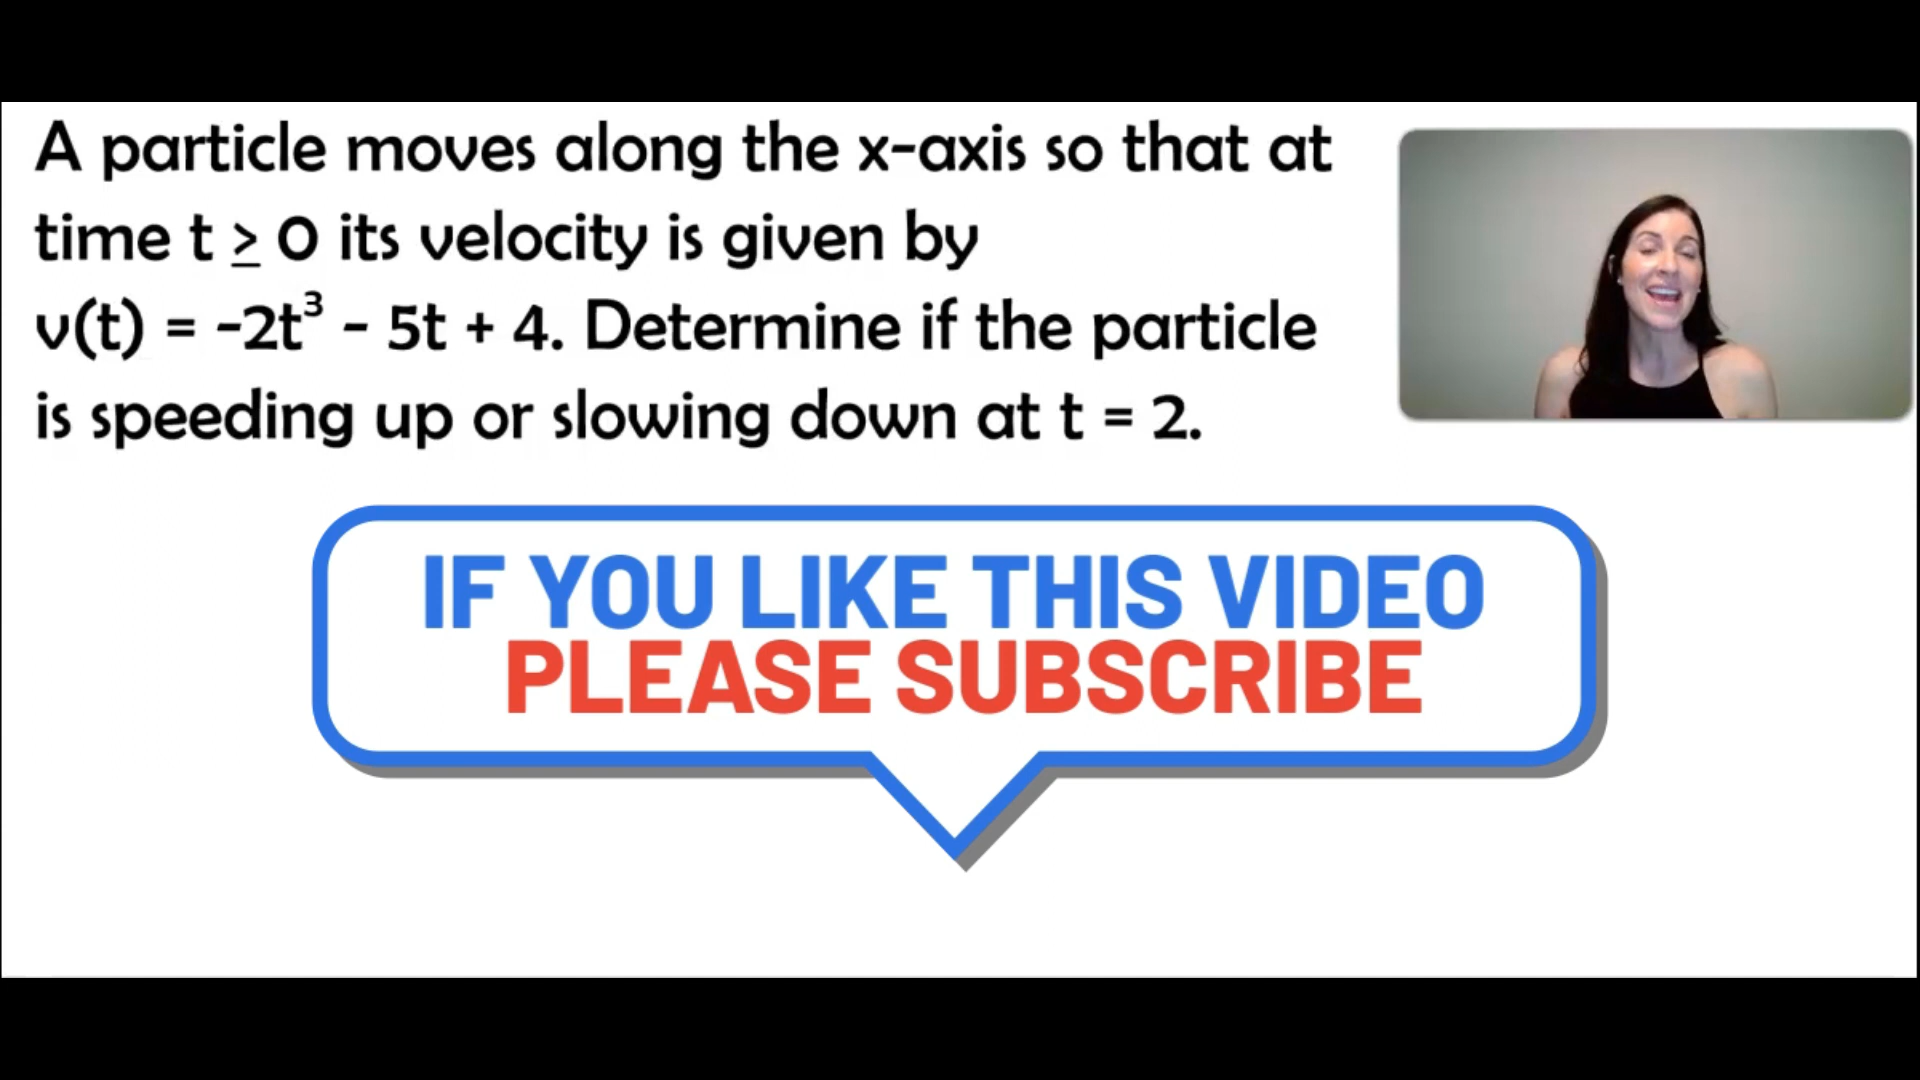 A particle moves along the x-axis so that at
time t ≥ 0 its velocity is given by
v(t) = -2t³ - 5t + 4. Determine if the particle
is speeding up or slowing down at t = 2.
IF YOU LIKE THIS VIDEO
PLEASE SUBSCRIBE